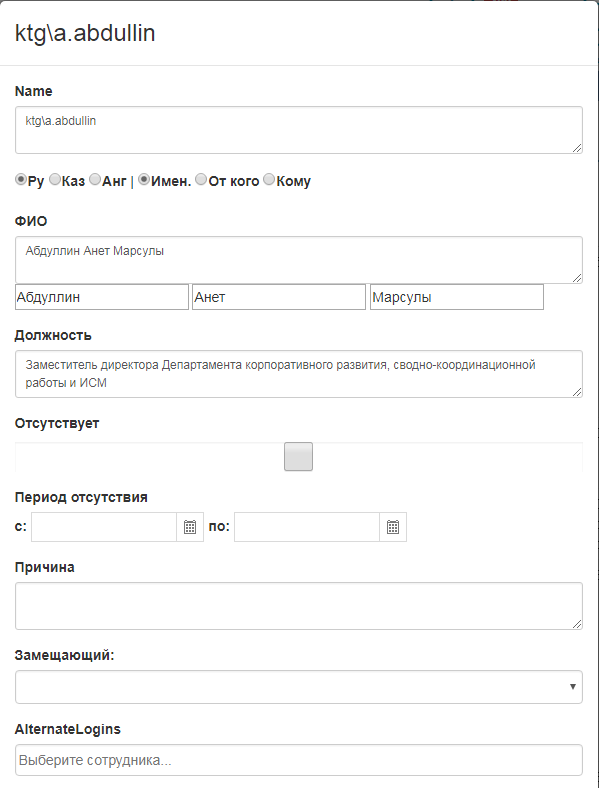 ktg\a.abdullin
Name
ktg\a.abdullin
Ру Каз Анг | Имен. От кого Кому
ФИО
Абдуллин Анет Марсулы
Абдуллин Анет Марсулы
Должность
Заместитель директора Департамента корпоративного развития, сводно-координационной
работы и ИСМ
Отсутствует
Период отсутствия
с: по:
Причина
Замещающий:
AlternateLogins
Выберите сотрудника...